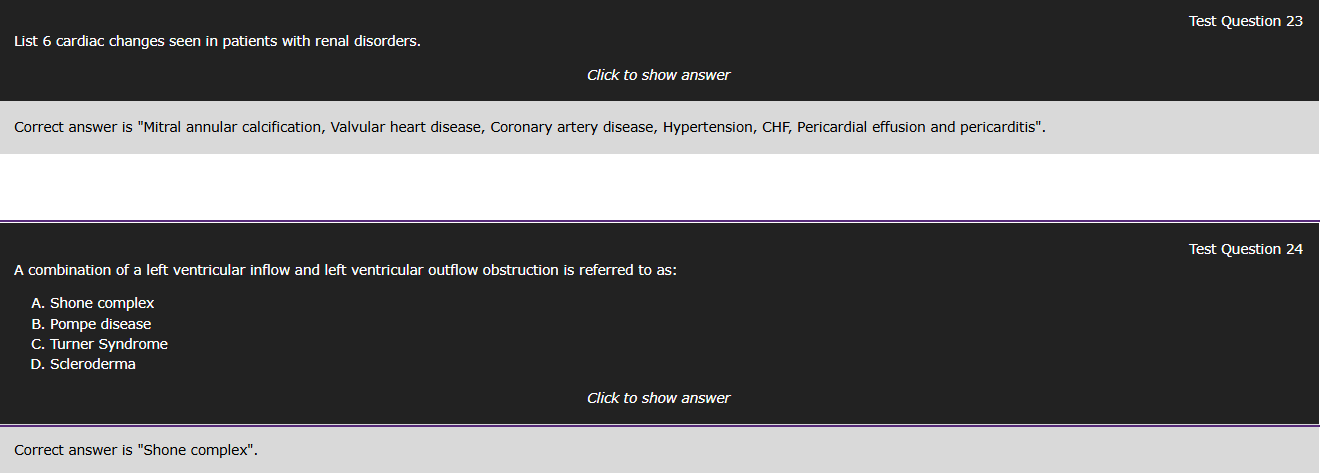 Test Question 23
List 6 cardiac changes seen in patients with renal disorders.
Click to show answer
Correct answer is "Mitral annular calcification, Valvular heart disease, Coronary artery disease, Hypertension, CHF, Pericardial effusion and pericarditis".
Test Question 24
A combination of a left ventricular inflow and left ventricular outflow obstruction is referred to as:
A. Shone complex
B. Pompe disease
C. Turner Syndrome
D. Scleroderma
Click to show answer
Correct answer is "Shone complex".